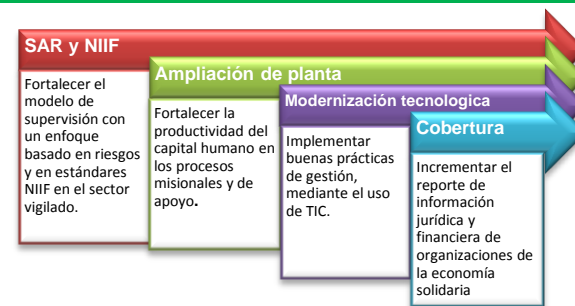 SAR y NIIF
Fortalecer el
modelo de
supervisión con
un enfoque
basado en riesgos
y en estándares
NIIF en el sector
vigilado.
Ampliación de planta
Fortalecer la
productividad del
capital humano en
los procesos
misionales y de
apoyo.
Modernización tecnologica
Implementar
buenas prácticas
de gestión,
mediante el uso
de TIC.
Cobertura
Incrementar el
reporte de
información
jurídica y
financiera de
organizaciones de
la economía
solidaria